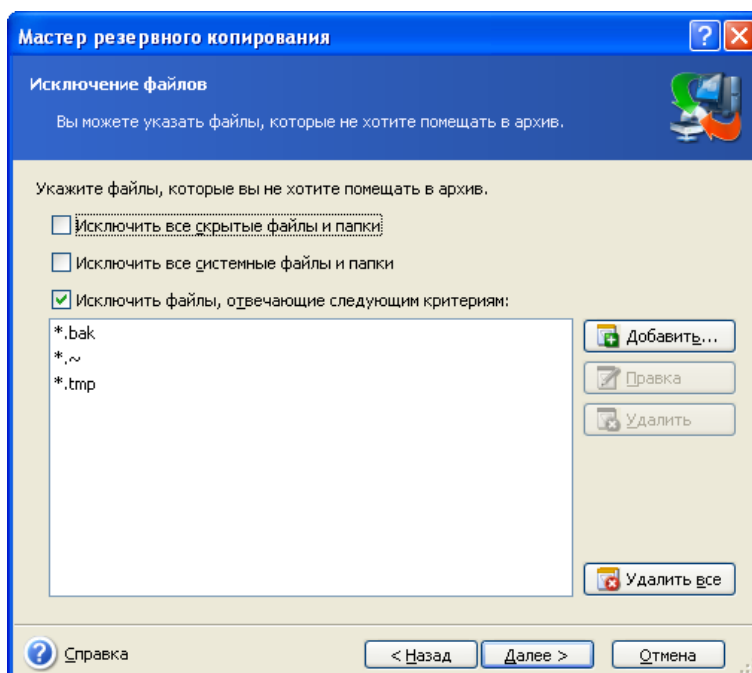 Мастер резервного копирования
Исключение файлов
Вы можете указать файлы, которые не хотите помещать в архив.
Укажите файлы, которые вы не хотите помещать в архив.
Исключить все скрытые файлы и папки
Исключить все системные файлы и папки
Исключить файлы, отвечающие следующим критериям:
*.bak
*.~
*.tmp
Добавить...
Правка
Удалить
Удалить все
Справка
< Назад
Далее >
Отмена